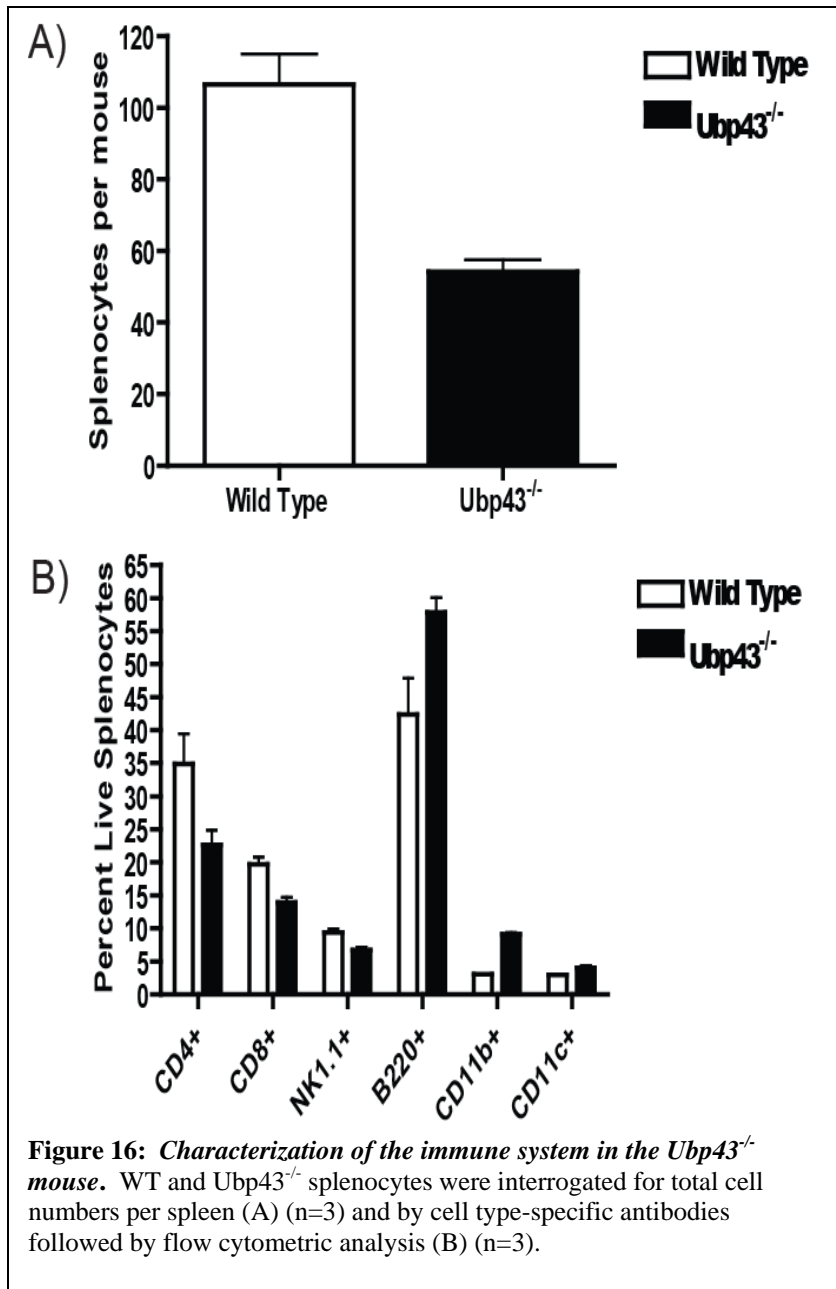 A)
Splenocytes per mouse
120
100
80
60
40
20
0
Wild Type
Ubp43-/-
Wild Type
Ubp43-/-
B)
Percent Live Splenocytes
65
60
55
50
45
40
35
30
25
20
15
10
5
0
CD4+
CD8+
NK1.1+
B220+
CD11b+
CD11c+
Wild Type
Ubp43-/-
Figure 16: Characterization of the immune system in the Ubp43-/-
mouse. WT and Ubp43-/- splenocytes were interrogated for total cell
numbers per spleen (A) (n=3) and by cell type-specific antibodies
followed by flow cytometric analysis (B) (n=3).